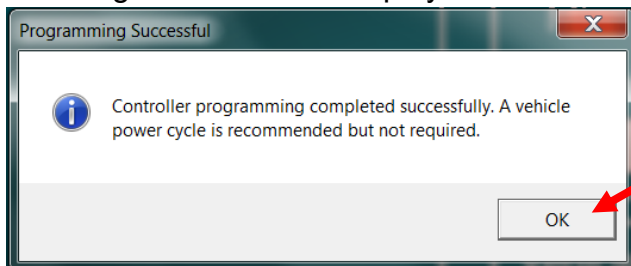 Programming Successful
X
Controller programming completed successfully. A vehicle
power cycle is recommended but not required.
OK